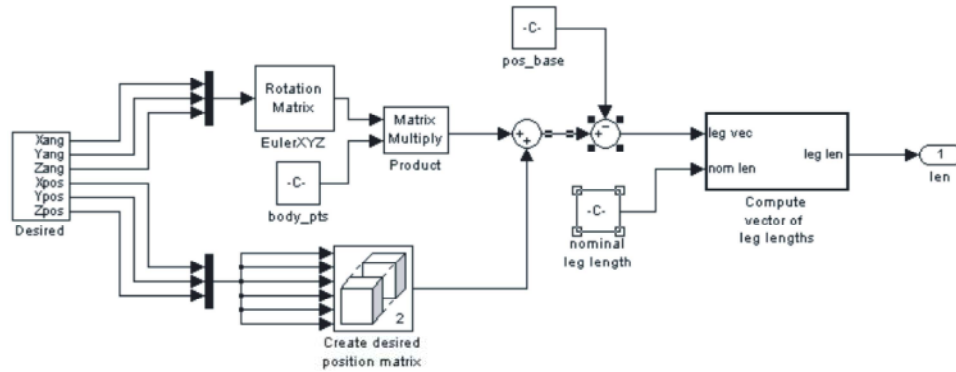 -C-
pos_base
Rotation
Matrix
EulerXYZ
Matrix
Multiply
Product
+
+
+
−
Xang
Yang
Zang
Xpos
Ypos
Zpos
Desired
-C-
body_pts
leg vec
nom len
leg len
Compute
vector of
leg lengths
1
len
-C-
nominal
leg length
2
Create desired
position matrix